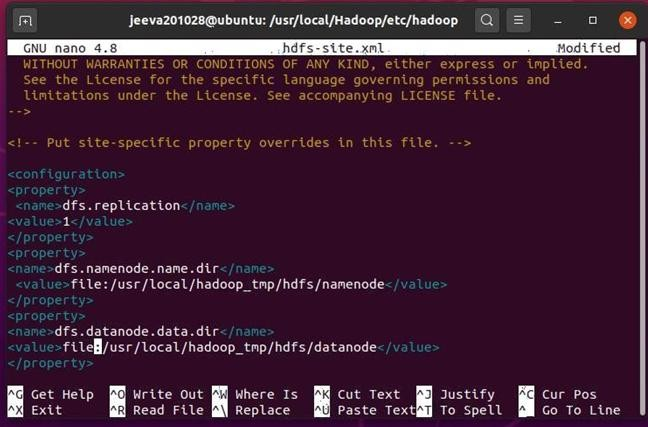 jeeva201028@ubuntu: /usr/local/Hadoop/etc/hadoop
GNU nano 4.8 hdfs-site.xml Modified
WITHOUT WARRANTIES OR CONDITIONS OF ANY KIND, either express or implied.
See the License for the specific language governing permissions and
limitations under the License. See accompanying LICENSE file.
-->
<!-- Put site-specific property overrides in this file. -->
<configuration>
<property>
<name>dfs.replication</name>
<value>1</value>
</property>
<property>
<name>dfs.namenode.name.dir</name>
<value>file:/usr/local/hadoop_tmp/hdfs/namenode</value>
</property>
<property>
<name>dfs.datanode.data.dir</name>
<value>file:/usr/local/hadoop_tmp/hdfs/datanode</value>
</property>
^G Get Help ^O Write Out ^W Where Is ^K Cut Text ^J Justify ^C Cur Pos
^X Exit ^R Read File ^\ Replace ^U Paste Text ^T To Spell ^_ Go To Line